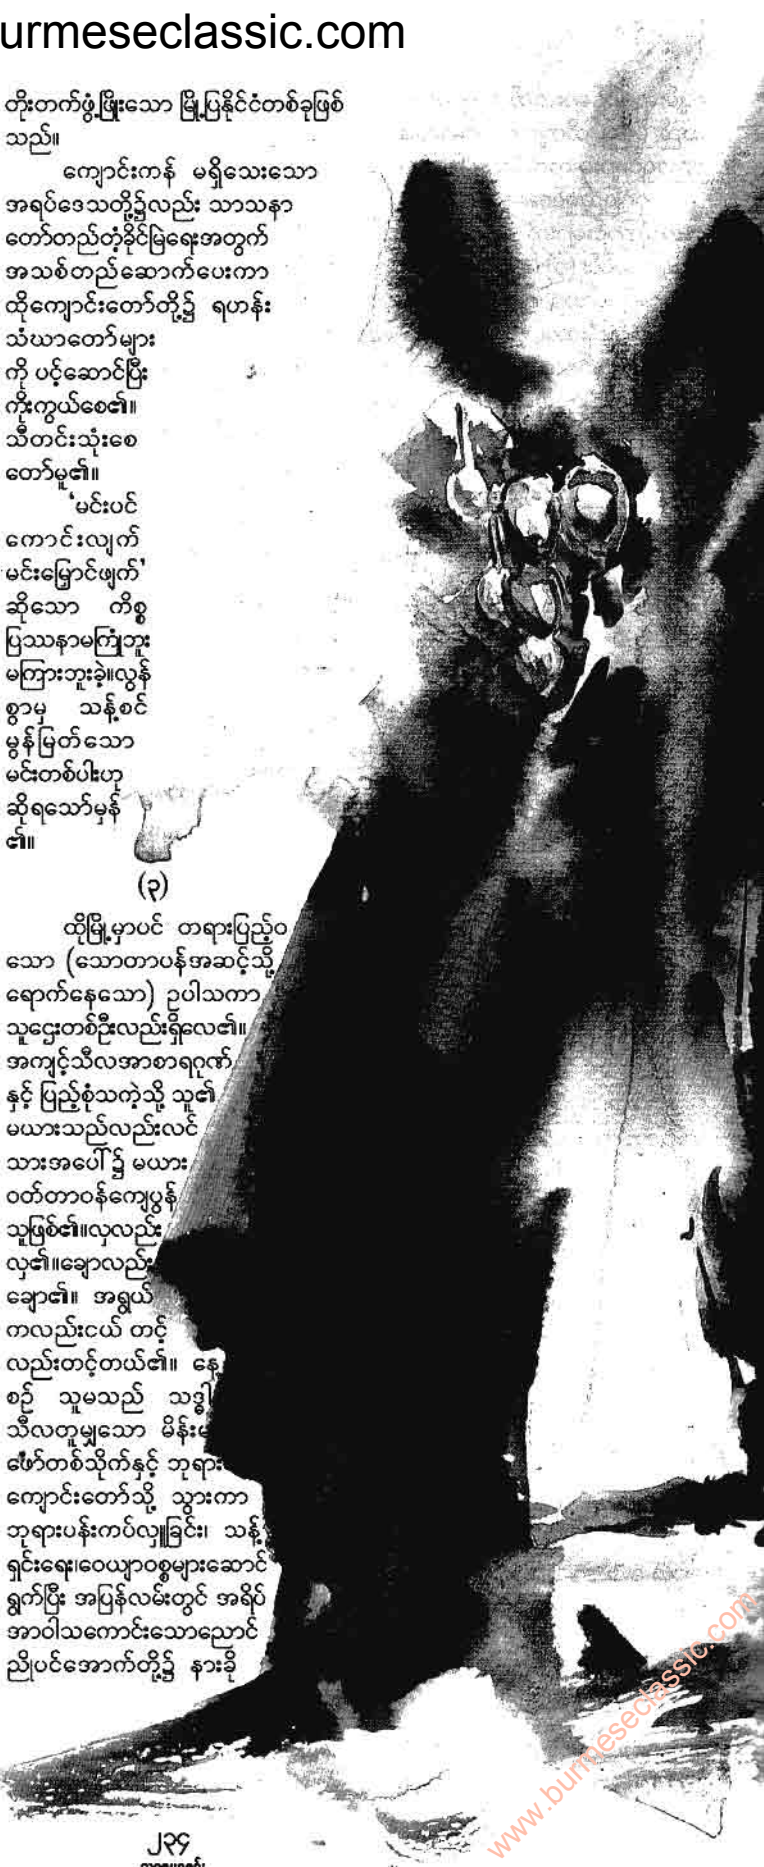 urmeseclassic.com
တိုးတက်ဖွံ့ဖြိုးသော မြို့ပြနိုင်ငံတစ်ခုဖြစ်
သည်။
ကျောင်းကန် မရှိသေးသော
အရပ်ဒေသတို့၌လည်း သာသနာ
တော်တည်တံ့ခိုင်မြဲရေးအတွက်
အသစ်တည်ဆောက်ပေးကာ
ထိုကျောင်းတော်တို့၌ ရဟန်း
သံဃာတော်များ
ကို ပင့်ဆောင်ပြီး
ကိုးကွယ်စေ၏။
သီတင်းသုံးစေ
တော်မူ၏။
‘မင်းပင်
ကောင်းလျက်
မင်းမြှောင်ဖျက်’
ဆိုသော ကိစ္စ
ပြဿနာမကြုံဘူး
မကြားဘူးခဲ့။လွန်
စွာမှ သန့်စင်
မွန်မြတ်သော
မင်းတစ်ပါးဟု
ဆိုရသော်မှန်
၏။
(၃)
ထိုမြို့မှာပင် တရားပြည့်ဝ
သော (သောတာပန်အဆင့်သို့
ရောက်နေသော) ဥပါသကာ
သူဌေးတစ်ဦးလည်းရှိလေ၏။
အကျင့်သီလအာစာရဂုဏ်
နှင့် ပြည့်စုံသကဲ့သို့ သူ၏
မယားသည်လည်းလင်
သားအပေါ်၌ မယား
ဝတ်တာဝန်ကျေပွန်
သူဖြစ်၏။လှလည်း
လှ၏။ချောလည်း
ချော၏။ အရွယ်
ကလည်းငယ် တင့်
လည်းတင့်တယ်၏။ နေ့
စဉ် သူမသည် သဒ္ဓါ
သီလတူမျှသော မိန်းမ
ဖော်တစ်သိုက်နှင့် ဘုရား
ကျောင်းတော်သို့ သွားကာ
ဘုရားပန်းကပ်လှူခြင်း၊ သန့်
ရှင်းရေး၊ဝေယျာဝစ္စများဆောင်
ရွက်ပြီး အပြန်လမ်းတွင် အရိပ်
အာဝါသကောင်းသောညောင်
ညိုပင်အောက်တို့၌ နားခို
www.burmeseclassic.com
၂၃၄